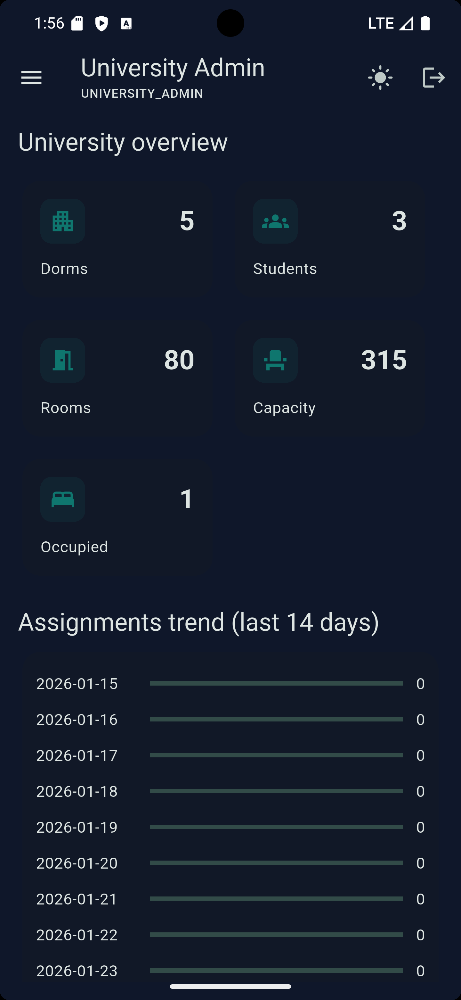 1:56 LTE
University Admin
UNIVERSITY_ADMIN
University overview
5 3
Dorms Students
80 315
Rooms Capacity
1
Occupied
Assignments trend (last 14 days)
2026-01-15 0
2026-01-16 0
2026-01-17 0
2026-01-18 0
2026-01-19 0
2026-01-20 0
2026-01-21 0
2026-01-22 0
2026-01-23 0